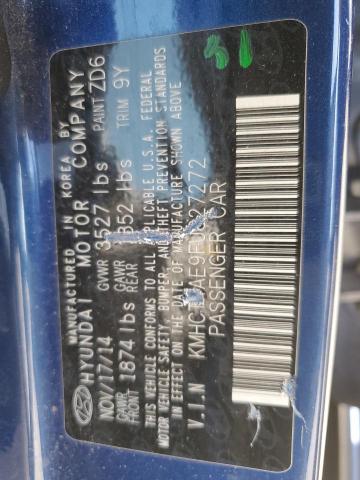 MANUFACTURED IN KOREA BY
HYUNDAI MOTOR COMPANY
NOV/17/14 GVWR 3527 lbs PAINT ZD6
GAWR FRONT 1874 lbs GAWR REAR 1852 lbs TRIM 9Y
THIS VEHICLE CONFORMS TO ALL APPLICABLE U.S.A. FEDERAL
MOTOR VEHICLE SAFETY, BUMPER, AND THEFT PREVENTION STANDARDS
IN EFFECT ON THE DATE OF MANUFACTURE SHOWN ABOVE
V.I.N
PASSENGER CAR
31